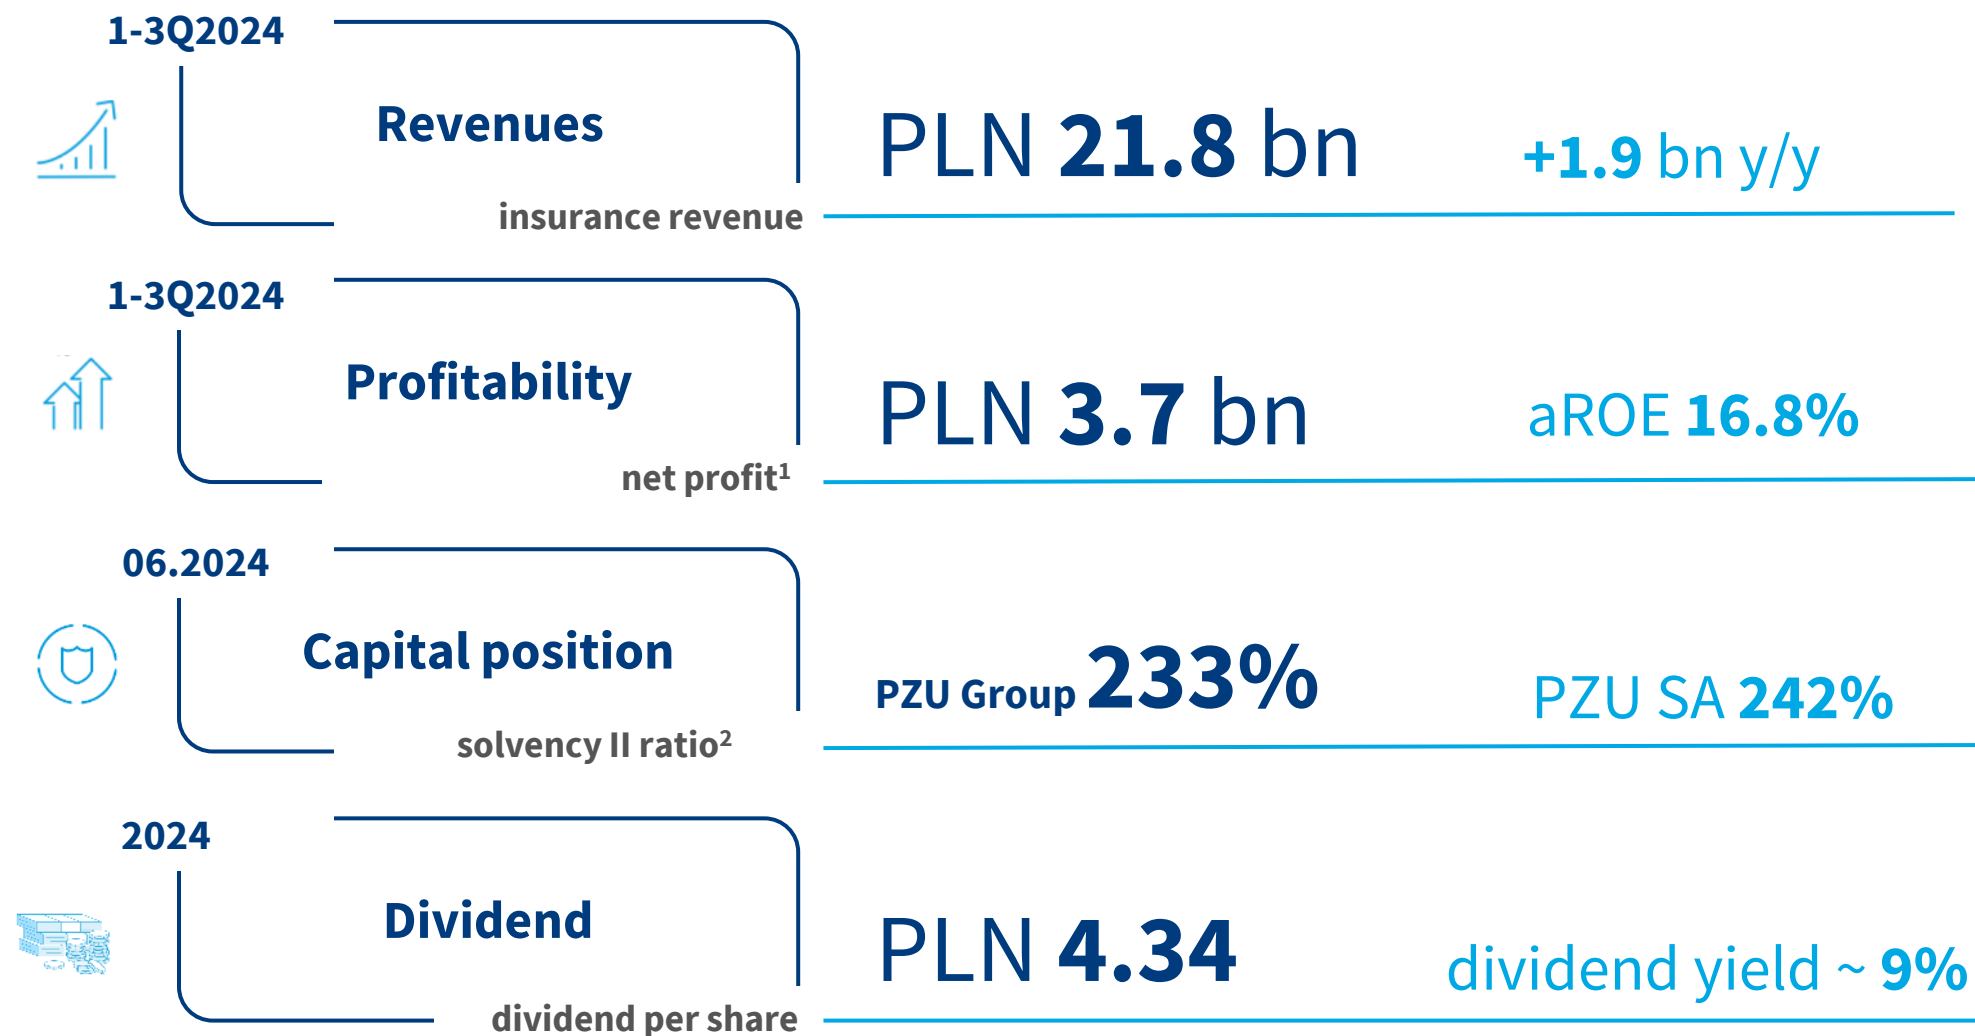 1-3Q2024
Revenues
insurance revenue
PLN 21.8 bn
+1.9 bn y/y
1-3Q2024
Profitability
net profit¹
PLN 3.7 bn
aROE 16.8%
06.2024
Capital position
solvency II ratio²
PZU Group 233%
PZU SA 242%
2024
Dividend
dividend per share
PLN 4.34
dividend yield ~ 9%